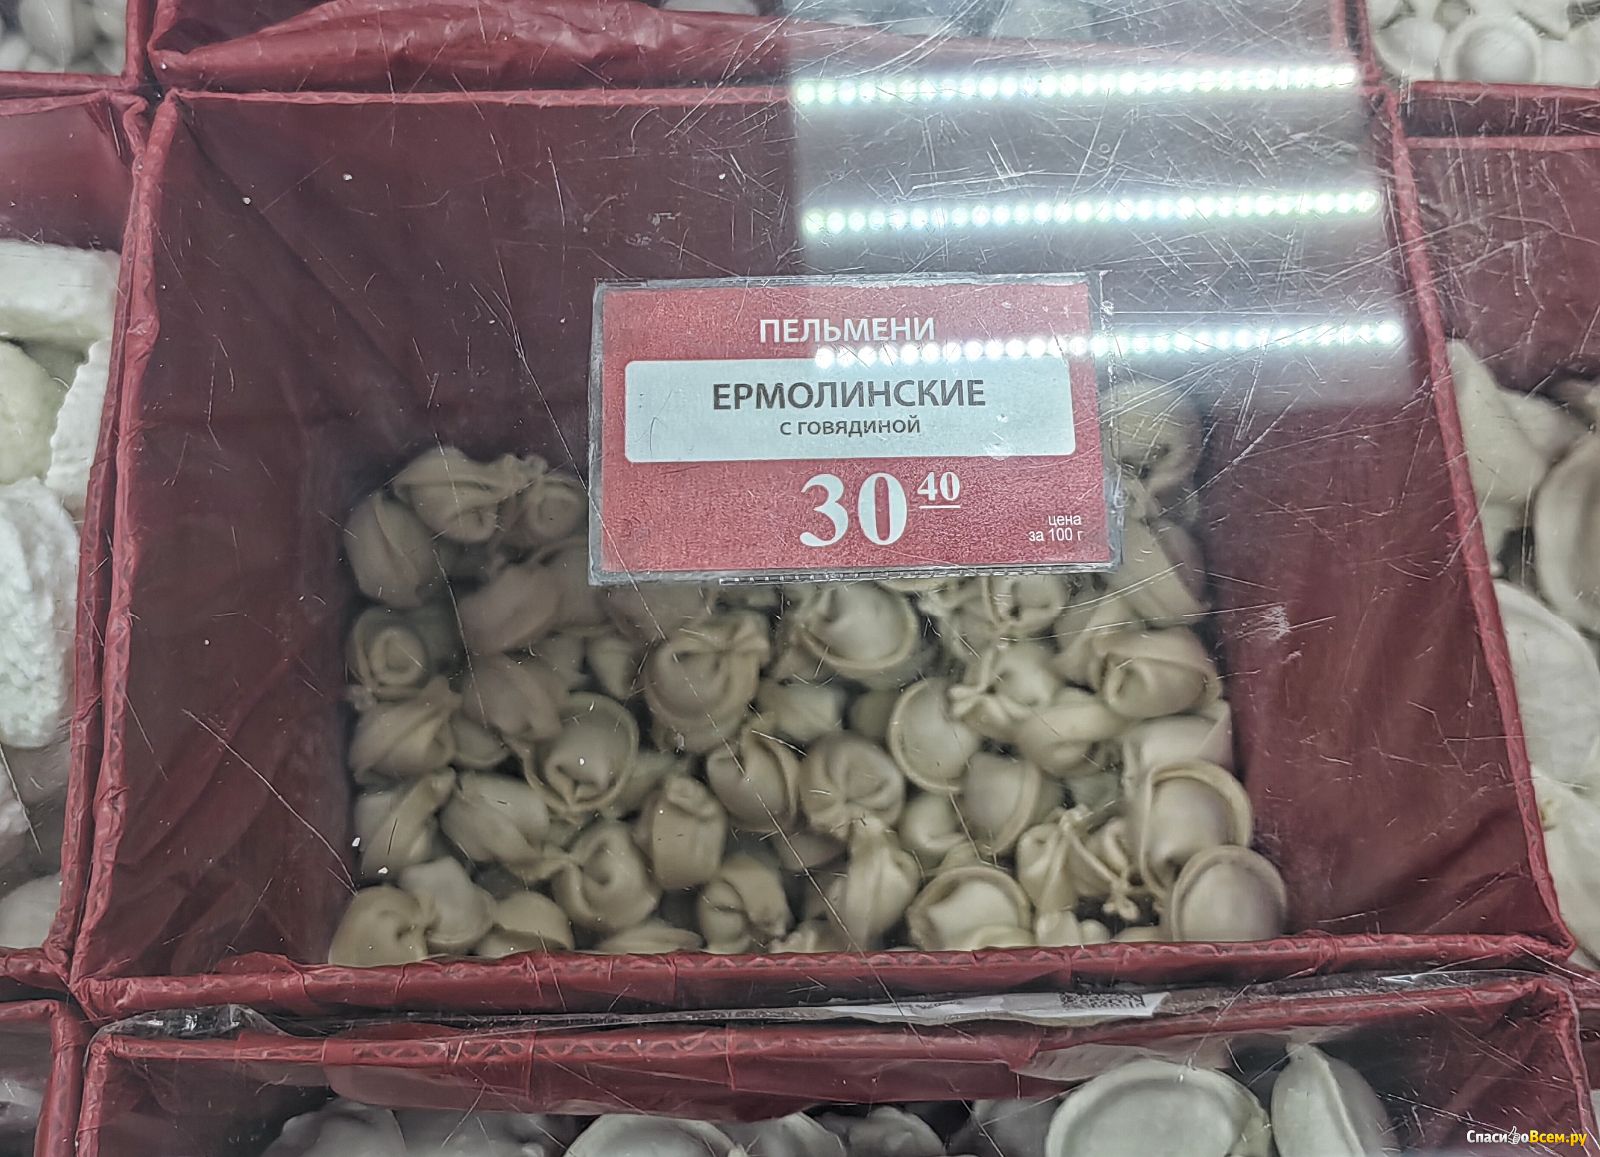 ПЕЛЬМЕНИ
ЕРМОЛИНСКИЕ
С ГОВЯДИНОЙ
30 40
цена
за 100 г
СпасибоВсем.ру